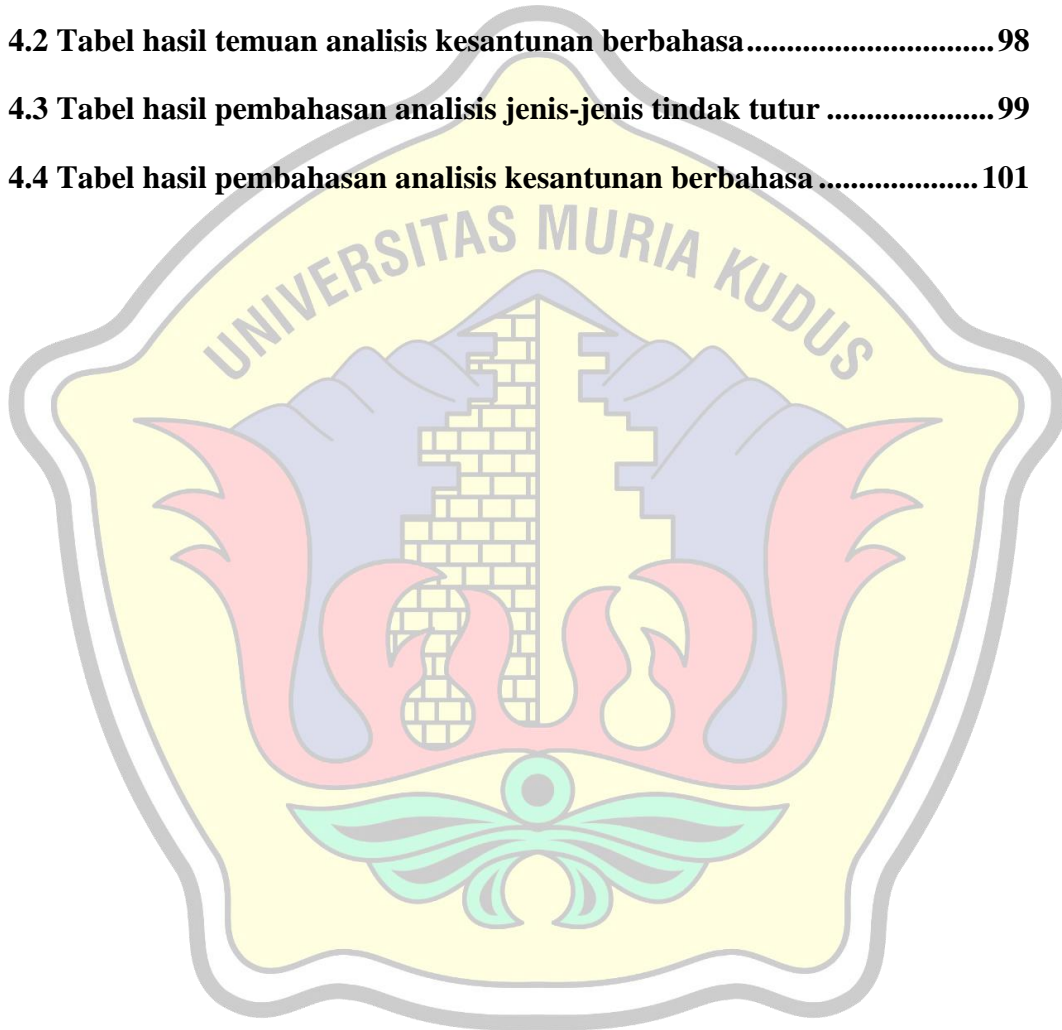 4.2 Tabel hasil temuan analisis kesantunan berbahasa............................... 98
4.3 Tabel hasil pembahasan analisis jenis-jenis tindak tutur ..................... 99
4.4 Tabel hasil pembahasan analisis kesantunan berbahasa .................... 101
UNIVERSITAS MURIA KUDUS